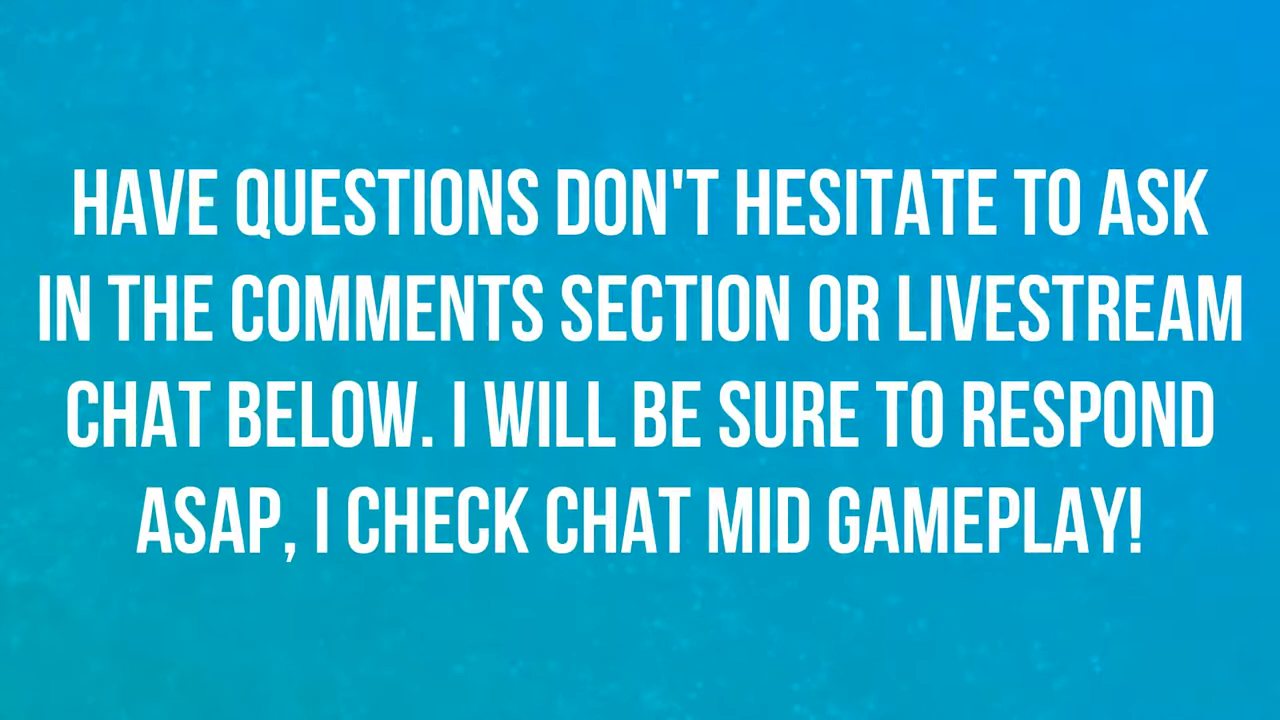 HAVE QUESTIONS DON'T HESITATE TO ASK
IN THE COMMENTS SECTION OR LIVESTREAM
CHAT BELOW. I WILL BE SURE TO RESPOND
ASAP, I CHECK CHAT MID GAMEPLAY!